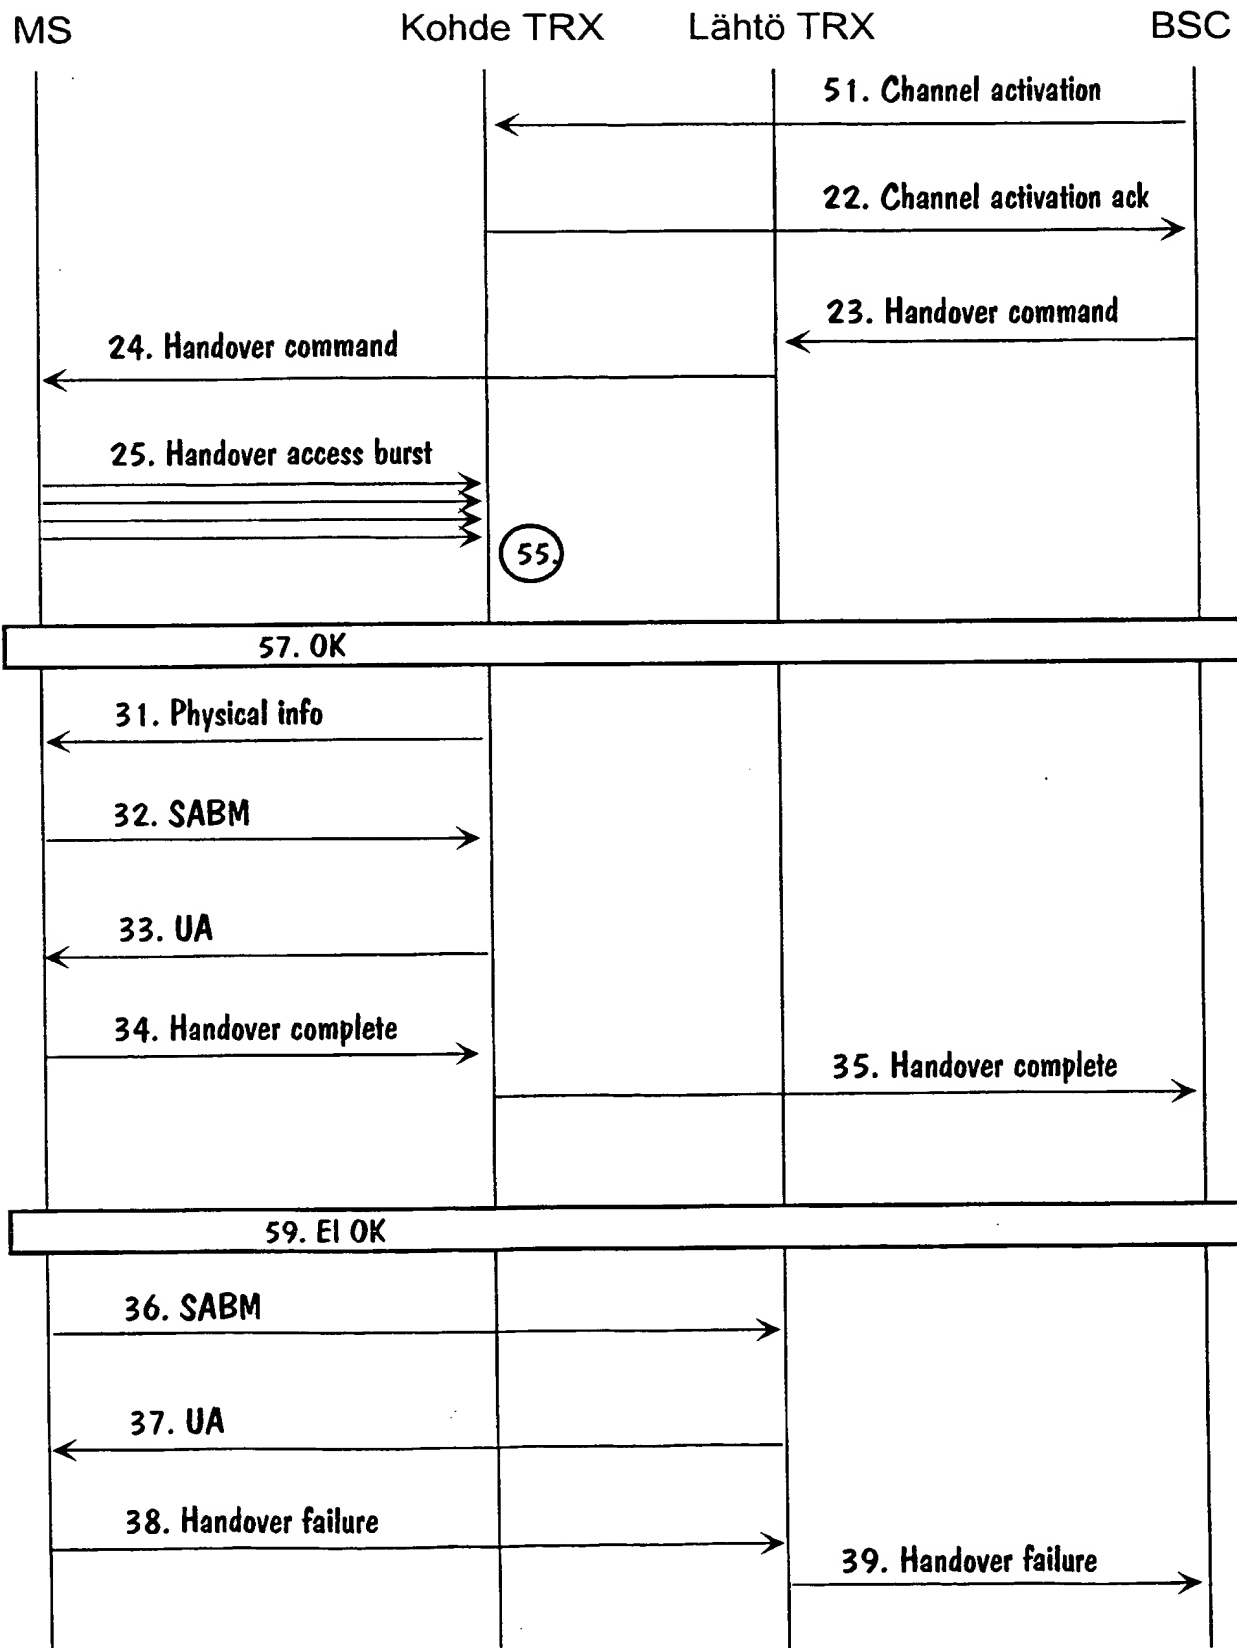 MS Kohde TRX Lähtö TRX BSC
51. Channel activation
22. Channel activation ack
23. Handover command
24. Handover command
25. Handover access burst
55.
57. OK
31. Physical info
32. SABM
33. UA
34. Handover complete
35. Handover complete
59. EI OK
36. SABM
37. UA
38. Handover failure
39. Handover failure